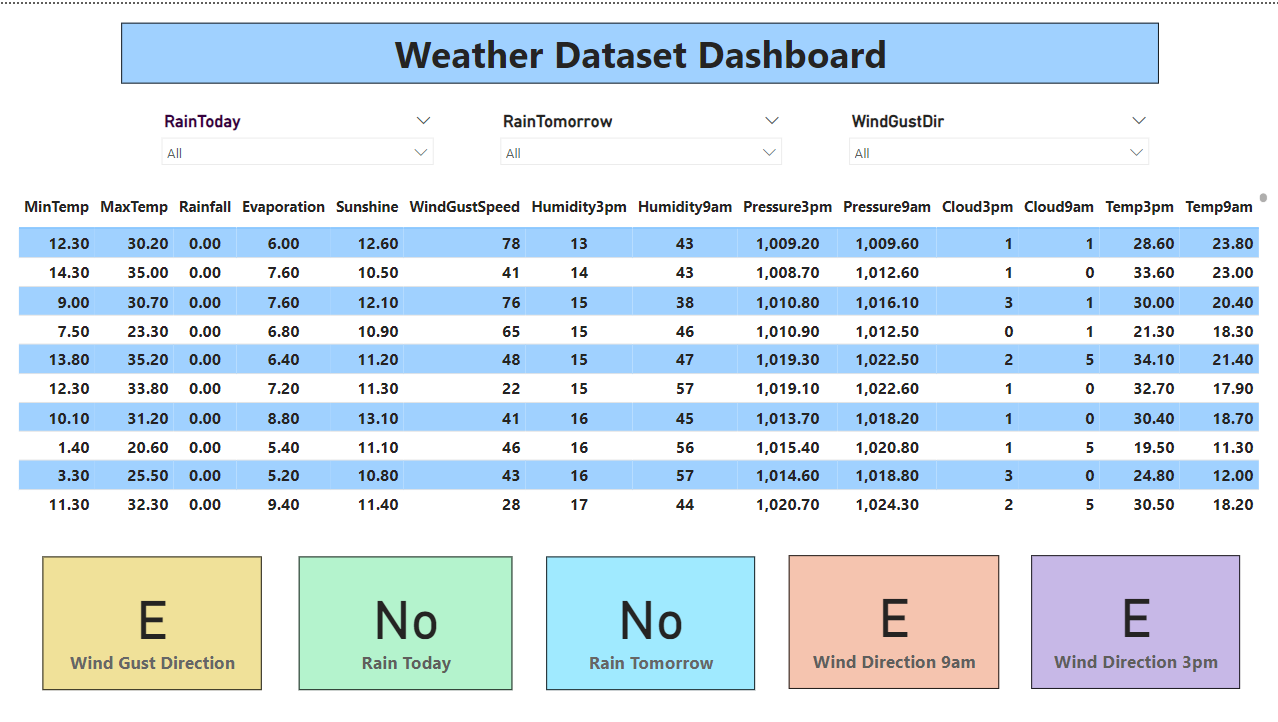 Weather Dataset Dashboard
RainToday RainTomorrow WindGustDir
All All All
MinTemp MaxTemp Rainfall Evaporation Sunshine WindGustSpeed Humidity3pm Humidity9am Pressure3pm Pressure9am Cloud3pm Cloud9am Temp3pm Temp9am
12.30 30.20 0.00 6.00 12.60 78 13 43 1,009.20 1,009.60 1 1 28.60 23.80
14.30 35.00 0.00 7.60 10.50 41 14 43 1,008.70 1,012.60 1 0 33.60 23.00
9.00 30.70 0.00 7.60 12.10 76 15 38 1,010.80 1,016.10 3 1 30.00 20.40
7.50 23.30 0.00 6.80 10.90 65 15 46 1,010.90 1,012.50 0 1 21.30 18.30
13.80 35.20 0.00 6.40 11.20 48 15 47 1,019.30 1,022.50 2 5 34.10 21.40
12.30 33.80 0.00 7.20 11.30 22 15 57 1,019.10 1,022.60 1 0 32.70 17.90
10.10 31.20 0.00 8.80 13.10 41 16 45 1,013.70 1,018.20 1 0 30.40 18.70
1.40 20.60 0.00 5.40 11.10 46 16 56 1,015.40 1,020.80 1 5 19.50 11.30
3.30 25.50 0.00 5.20 10.80 43 16 57 1,014.60 1,018.80 3 0 24.80 12.00
11.30 32.30 0.00 9.40 11.40 28 17 44 1,020.70 1,024.30 2 5 30.50 18.20
E No No E E
Wind Gust Direction Rain Today Rain Tomorrow Wind Direction 9am Wind Direction 3pm